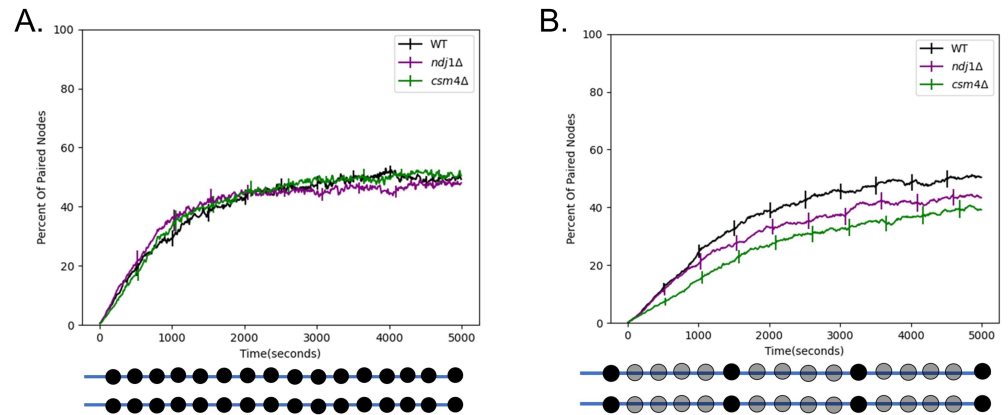 A.
100
80
60
40
20
0
Percent Of Paired Nodes
WT
ndj1Δ
csm4Δ
0 1000 2000 3000 4000 5000
Time(seconds)
B.
100
80
60
40
20
0
Percent Of Paired Nodes
WT
ndj1Δ
csm4Δ
0 1000 2000 3000 4000 5000
Time(seconds)